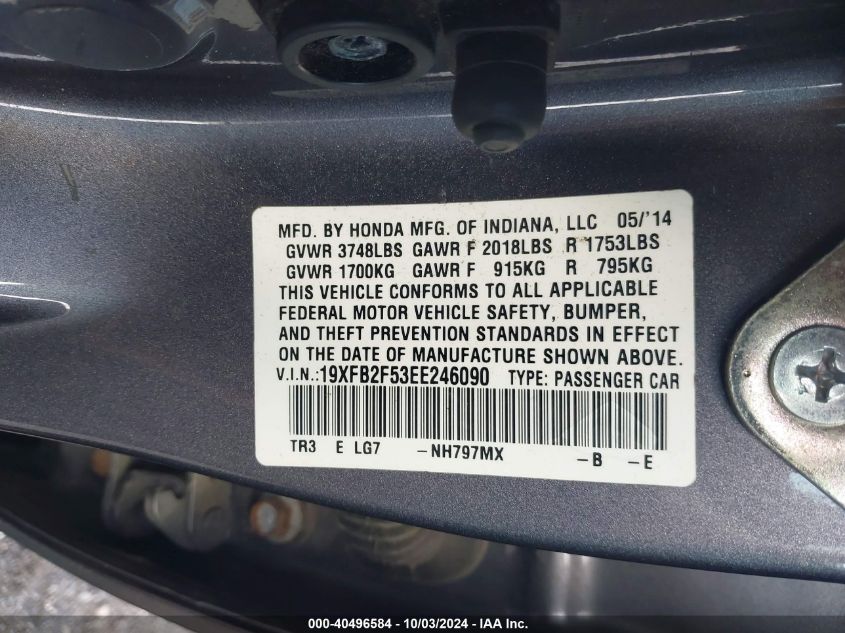 MFD. BY HONDA MFG. OF INDIANA, LLC 05/'14
GVWR 3748LBS GAWR F 2018LBS R 1753LBS
GVWR 1700KG GAWR F 915KG R 795KG
THIS VEHICLE CONFORMS TO ALL APPLICABLE
FEDERAL MOTOR VEHICLE SAFETY, BUMPER,
AND THEFT PREVENTION STANDARDS IN EFFECT
ON THE DATE OF MANUFACTURE SHOWN ABOVE.
V.I.N.:19XFB2F53EE246090 TYPE: PASSENGER CAR
TR3 E LG7 -NH797MX -B -E
000-40496584 - 10/03/2024 - IAA Inc.